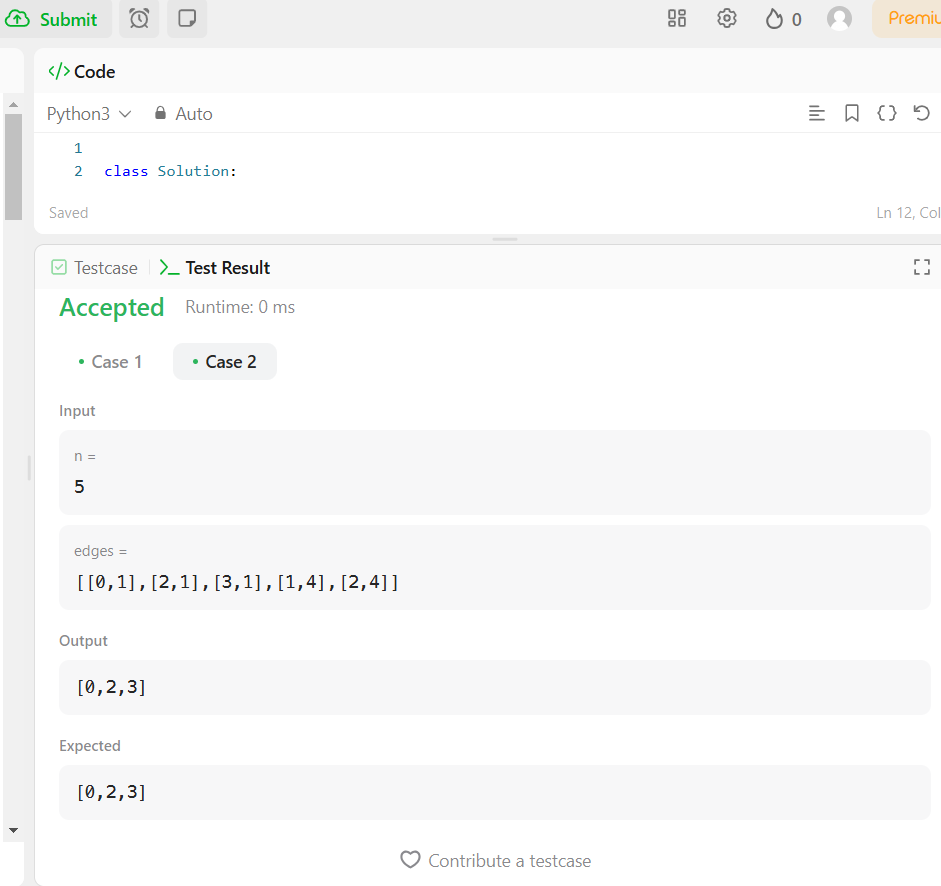 Submit 0 Premiu
</> Code
Python3 Auto
1
2 class Solution:
Saved Ln 12, Col
Testcase Test Result
Accepted Runtime: 0 ms
Case 1 Case 2
Input
n =
5
edges =
[[0,1],[2,1],[3,1],[1,4],[2,4]]
Output
[0,2,3]
Expected
[0,2,3]
Contribute a testcase